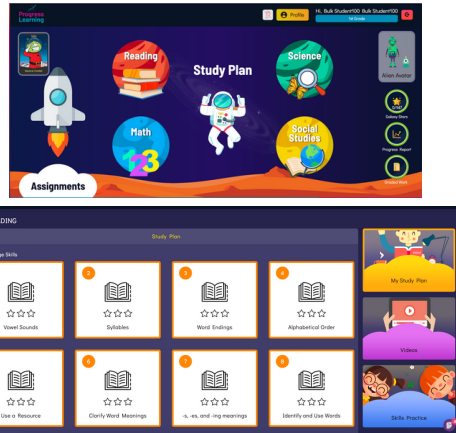 Progress
Learning
Profile
Hi, Bulk Student100 Bulk Student100
1st Grade
Reading
Study Plan
Science
Alien Avatar
Math
Social
Studies
Galaxy Stars
Progress Report
Graded Work
Assignments
DING
Study Plan
ge Skills
2
3
4
Vowel Sounds
Syllables
Word Endings
Alphabetical Order
My Study Plan
Videos
6
7
8
Use a Resource
Clarify Word Meanings
-s, -es, and -ing meanings
Identify and Use Words
Skills Practice